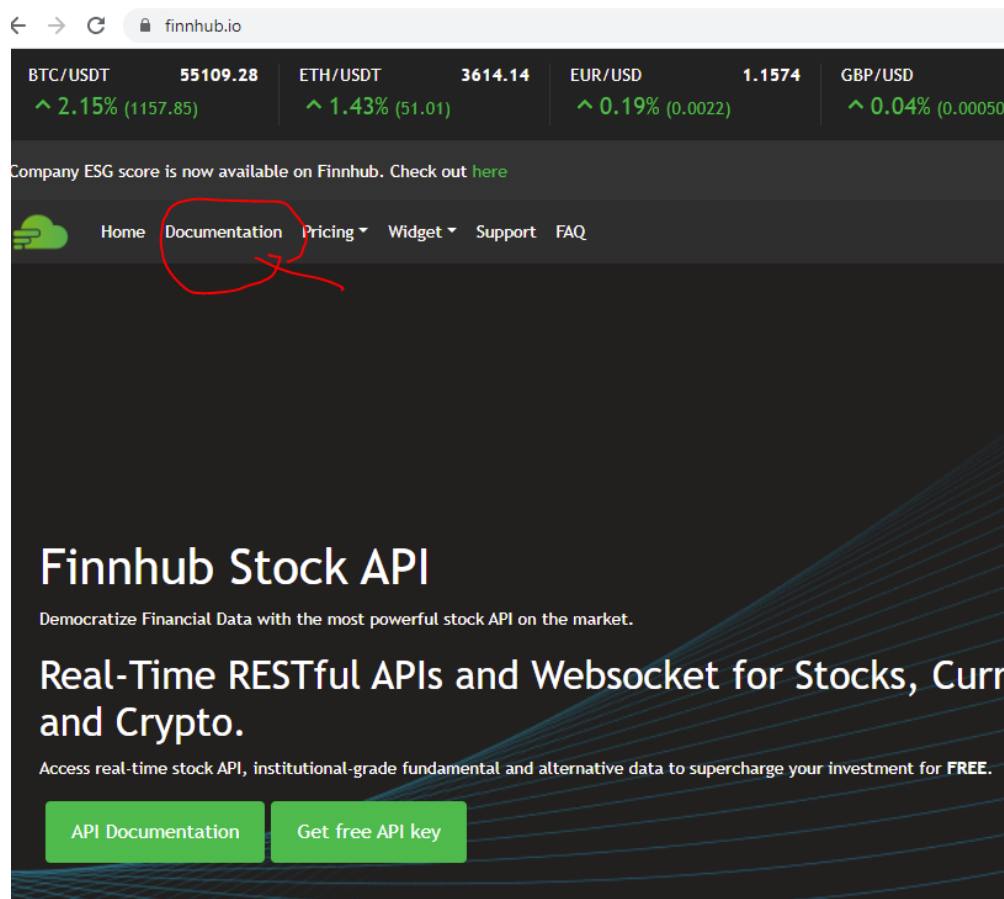 finnhub.io
BTC/USDT 55109.28 ETH/USDT 3614.14 EUR/USD 1.1574 GBP/USD
2.15% (1157.85) 1.43% (51.01) 0.19% (0.0022) 0.04% (0.00050
Company ESG score is now available on Finnhub. Check out here
Home Documentation Pricing Widget Support FAQ
Finnhub Stock API
Democratize Financial Data with the most powerful stock API on the market.
Real-Time RESTful APIs and Websocket for Stocks, Curr
and Crypto.
Access real-time stock API, institutional-grade fundamental and alternative data to supercharge your investment for FREE.
API Documentation Get free API key